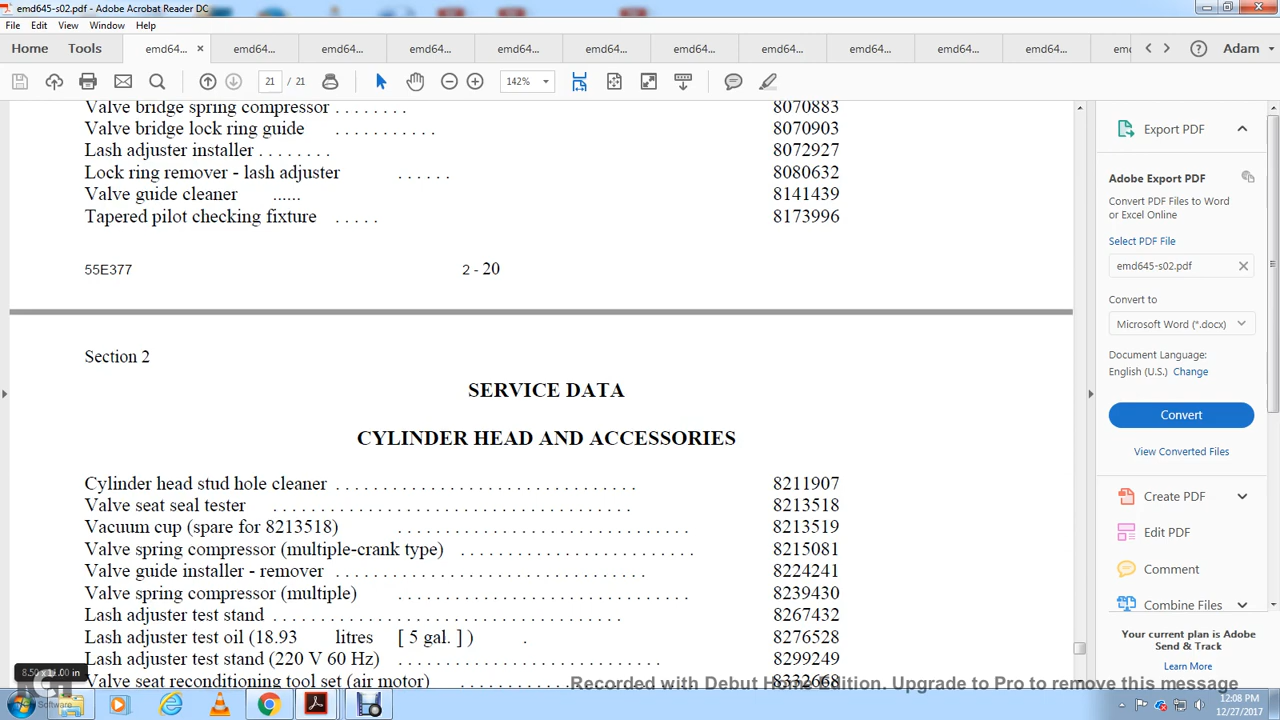 emd645-s02.pdf - Adobe Acrobat Reader DC
File Edit View Window Help
Home Tools emd64... × emd64... emd64... emd64... emd64... emd64... emd64... emd64... emd64... emd64... emd64... emd Adam
21 / 21 142%
Valve bridge spring compressor . . . . . . . . 8070883
Valve bridge lock ring guide . . . . . . . . . . . 8070903
Lash adjuster installer . . . . . . . . 8072927
Lock ring remover - lash adjuster . . . . . . 8080632
Valve guide cleaner ...... 8141439
Tapered pilot checking fixture . . . . . 8173996
55E377 2 - 20
Section 2
SERVICE DATA
CYLINDER HEAD AND ACCESSORIES
Cylinder head stud hole cleaner . . . . . . . . . . . . . . . . . . . . . . . . . . . . . . . . 8211907
Valve seat seal tester . . . . . . . . . . . . . . . . . . . . . . . . . . . . . . . . . . . . . 8213518
Vacuum cup (spare for 8213518) . . . . . . . . . . . . . . . . . . . . . . . . . . . . . . 8213519
Valve spring compressor (multiple-crank type) . . . . . . . . . . . . . . . . . . . . . . . . 8215081
Valve guide installer - remover . . . . . . . . . . . . . . . . . . . . . . . . . . . . . . . . . 8224241
Valve spring compressor (multiple) . . . . . . . . . . . . . . . . . . . . . . . . . . . . . . 8239430
Lash adjuster test stand . . . . . . . . . . . . . . . . . . . . . . . . . . . . . . . . . . . . 8267432
Lash adjuster test oil (18.93 litres [ 5 gal. ] ) . 8276528
Lash adjuster test stand (220 V 60 Hz) . . . . . . . . . . . . . . . . . . . . . . . . . . . 8299249
Valve seat reconditioning tool set (air motor) 8332668
8.50 x 11.00 in
Export PDF
Adobe Export PDF
Convert PDF Files to Word
or Excel Online
Select PDF File
emd645-s02.pdf
Convert to
Microsoft Word (*.docx)
Document Language:
English (U.S.) Change
Convert
View Converted Files
Create PDF
Edit PDF
Comment
Combine Files
Your current plan is Adobe
Send & Track
Learn More
Recorded with Debut Home Edition. Upgrade to Pro to remove this message
Software
12:08 PM
12/27/2017